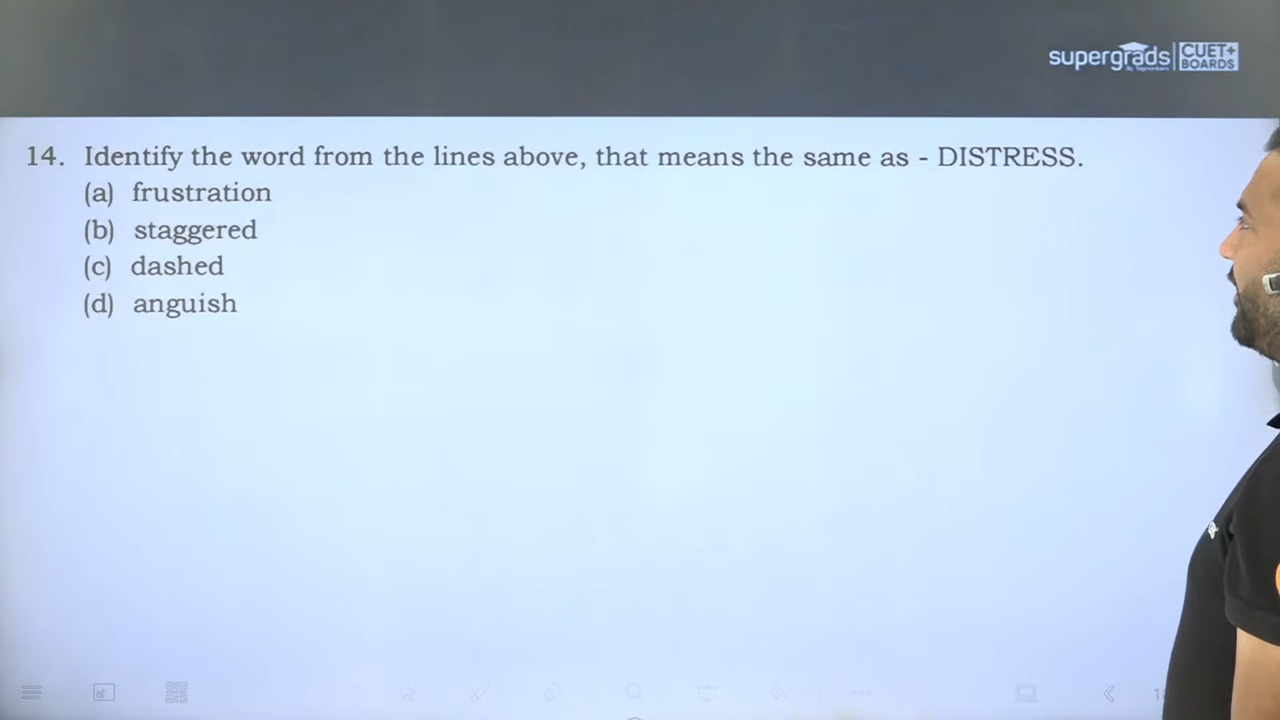 supergrads CUET+
BOARDS
14. Identify the word from the lines above, that means the same as - DISTRESS.
(a) frustration
(b) staggered
(c) dashed
(d) anguish